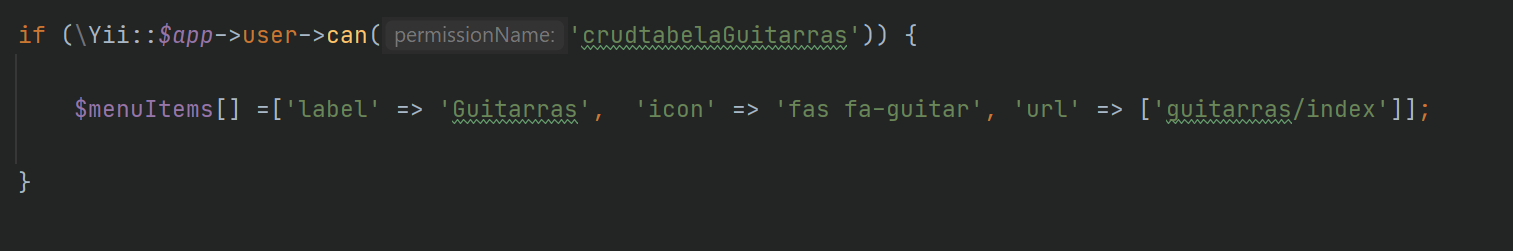 if (\Yii::$app->user->can( permissionName: 'crudtabelaGuitarras')) {
$menuItems[] =['label' => 'Guitarras',  'icon' => 'fas fa-guitar', 'url' => ['guitarras/index']];
}